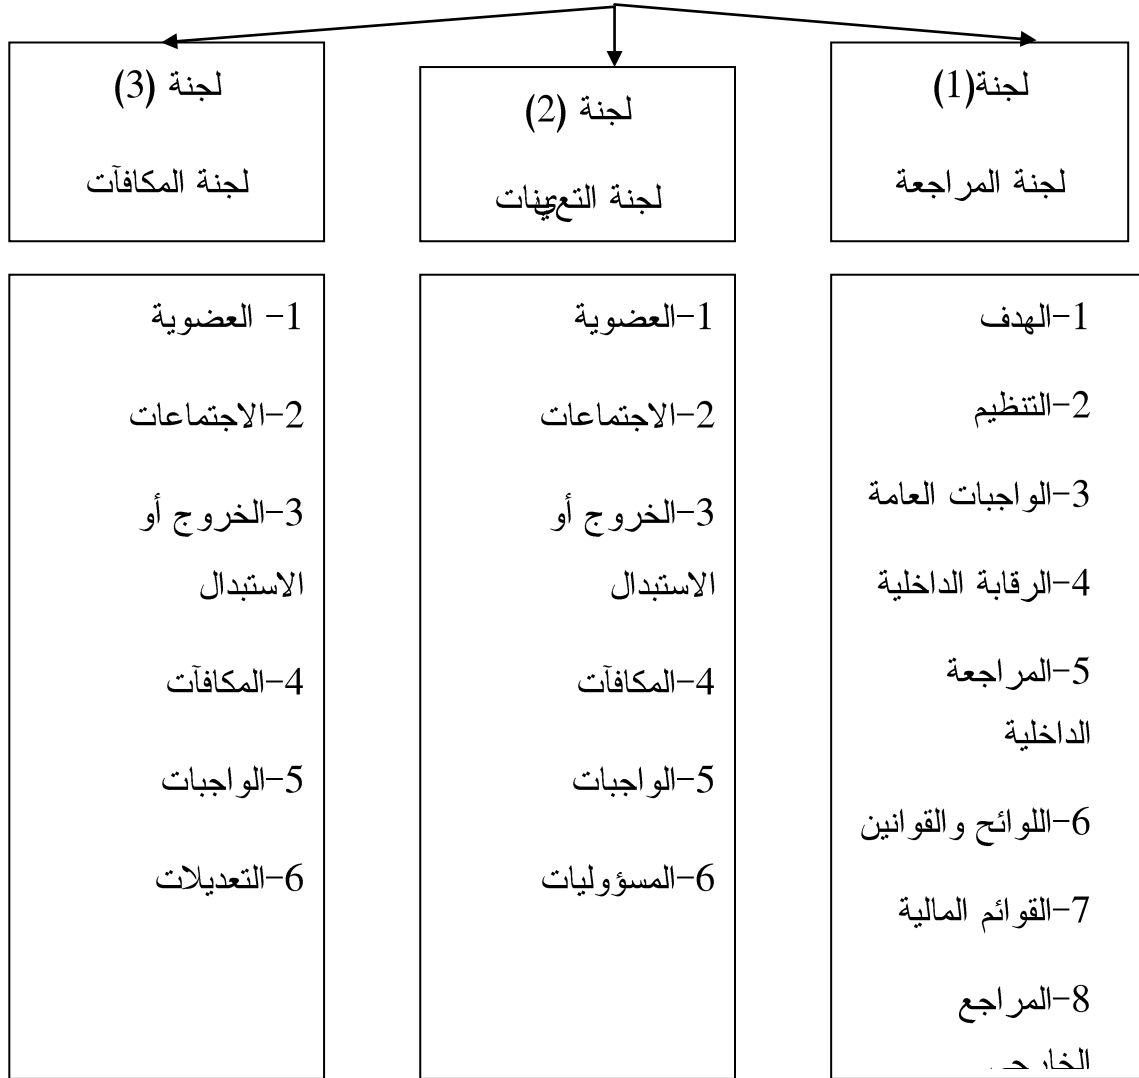 لجنة(1)
لجنة المراجعة
1-الهدف
2-التنظيم
3-الواجبات العامة
4-الرقابة الداخلية
5-المراجعة
الداخلية
6-اللوائح والقوانين
7-القوائم المالية
8-المراجع
الخارجي
لجنة (2)
لجنة التعيينات
1-العضوية
2-الاجتماعات
3-الخروج أو
الاستبدال
4-المكافآت
5-الواجبات
6-المسؤوليات
لجنة (3)
لجنة المكافآت
1- العضوية
2-الاجتماعات
3-الخروج أو
الاستبدال
4-المكافآت
5-الواجبات
6-التعديلات